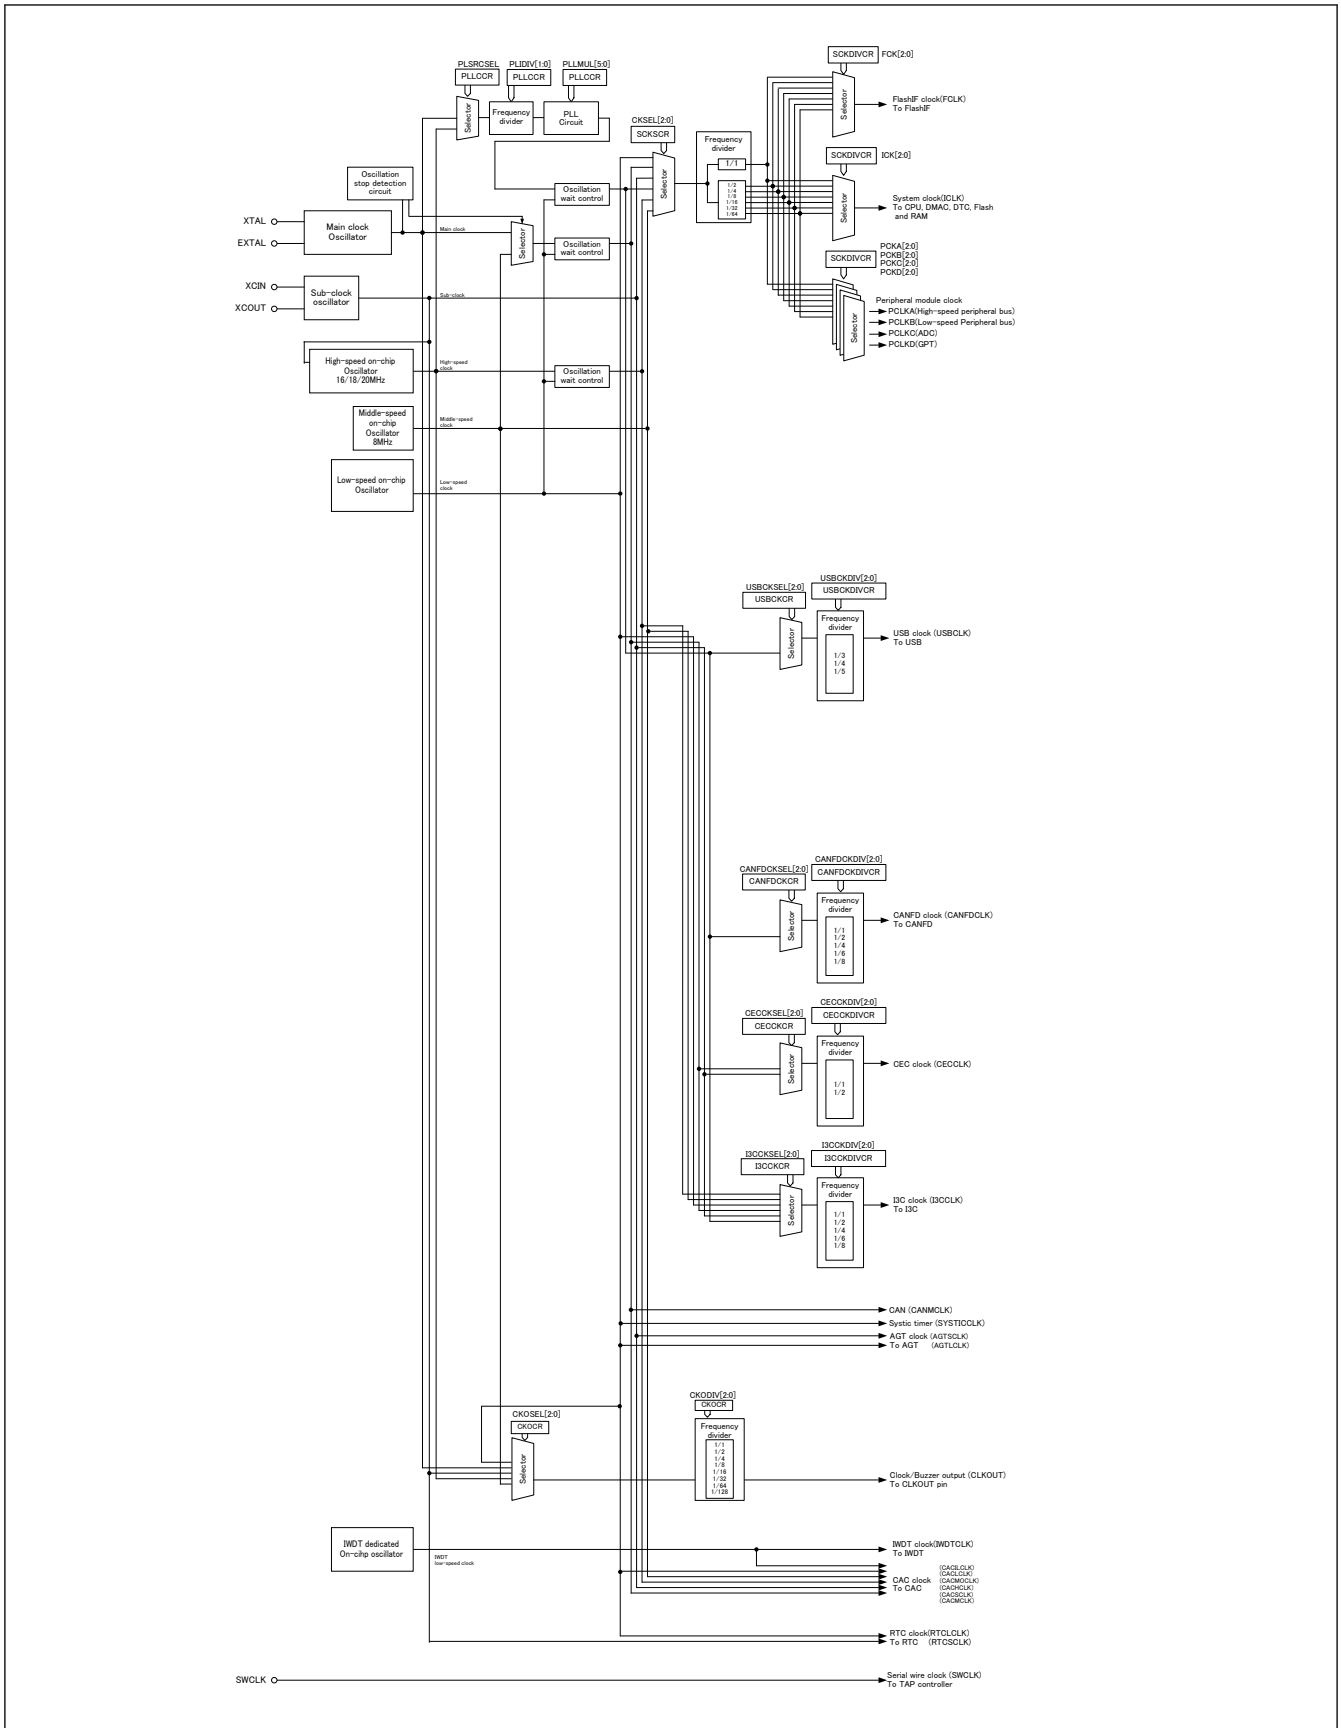 PLSRCSEL
PLLCCR
PLIDIV[1:0]
PLLCCR
PLLMUL[5:0]
PLLCCR
Selector
Frequency
divider
PLL
Circuit
CKSEL[2:0]
SCKSCR
Selector
Frequency
divider
1/1
1/2
1/4
1/8
1/16
1/32
1/64
SCKDIVCR
FCK[2:0]
Selector
FlashIF clock(FCLK)
To FlashIF
SCKDIVCR
ICK[2:0]
Selector
System clock(ICLK)
To CPU, DMAC, DTC, Flash
and RAM
SCKDIVCR
PCKA[2:0]
PCKB[2:0]
PCKC[2:0]
PCKD[2:0]
Selector
Peripheral module clock
PCLKA(High-speed peripheral bus)
PCLKB(Low-speed Peripheral bus)
PCLKC(ADC)
PCLKD(GPT)
Oscillation
stop detection
circuit
XTAL
EXTAL
Main clock
Oscillator
Main clock
Selector
Oscillation
wait control
Oscillation
wait control
XCIN
XCOUT
Sub-clock
oscillator
Sub-clock
High-speed on-chip
Oscillator
16/18/20MHz
High-speed
clock
Oscillation
wait control
Middle-speed
on-chip
Oscillator
8MHz
Middle-speed
clock
Low-speed on-chip
Oscillator
Low-speed
clock
USBCKSEL[2:0]
USBCKCR
Selector
USBCKDIV[2:0]
USBCKDIVCR
Frequency
divider
1/3
1/4
1/5
USB clock (USBCLK)
To USB
CANFDCKSEL[2:0]
CANFDCKCR
Selector
CANFDCKDIV[2:0]
CANFDCKDIVCR
Frequency
divider
1/1
1/2
1/4
1/6
1/8
CANFD clock (CANFDCLK)
To CANFD
CECCKSEL[2:0]
CECCKCR
Selector
CECCKDIV[2:0]
CECCKDIVCR
Frequency
divider
1/1
1/2
CEC clock (CECCLK)
I3CCKSEL[2:0]
I3CCKCR
Selector
I3CCKDIV[2:0]
I3CCKDIVCR
Frequency
divider
1/1
1/2
1/4
1/6
1/8
I3C clock (I3CCLK)
To I3C
CAN (CANMCLK)
Systic timer (SYSTICCLK)
AGT clock (AGTSCLK)
To AGT (AGTLCLK)
CKOSEL[2:0]
CKOCR
Selector
CKODIV[2:0]
CKOCR
Frequency
divider
1/1
1/2
1/4
1/8
1/16
1/32
1/64
1/128
Clock/Buzzer output (CLKOUT)
To CLKOUT pin
IWDT dedicated
On-cihp oscillator
IWDT
low-speed clock
IWDT clock(IWDTCLK)
To IWDT
CAC clock
To CAC
(CACILCLK)
(CACLCLK)
(CACMOCLK)
(CACHCLK)
(CACSCLK)
(CACMCLK)
RTC clock(RTCLCLK)
To RTC (RTCSCLK)
SWCLK
Serial wire clock (SWCLK)
To TAP controller